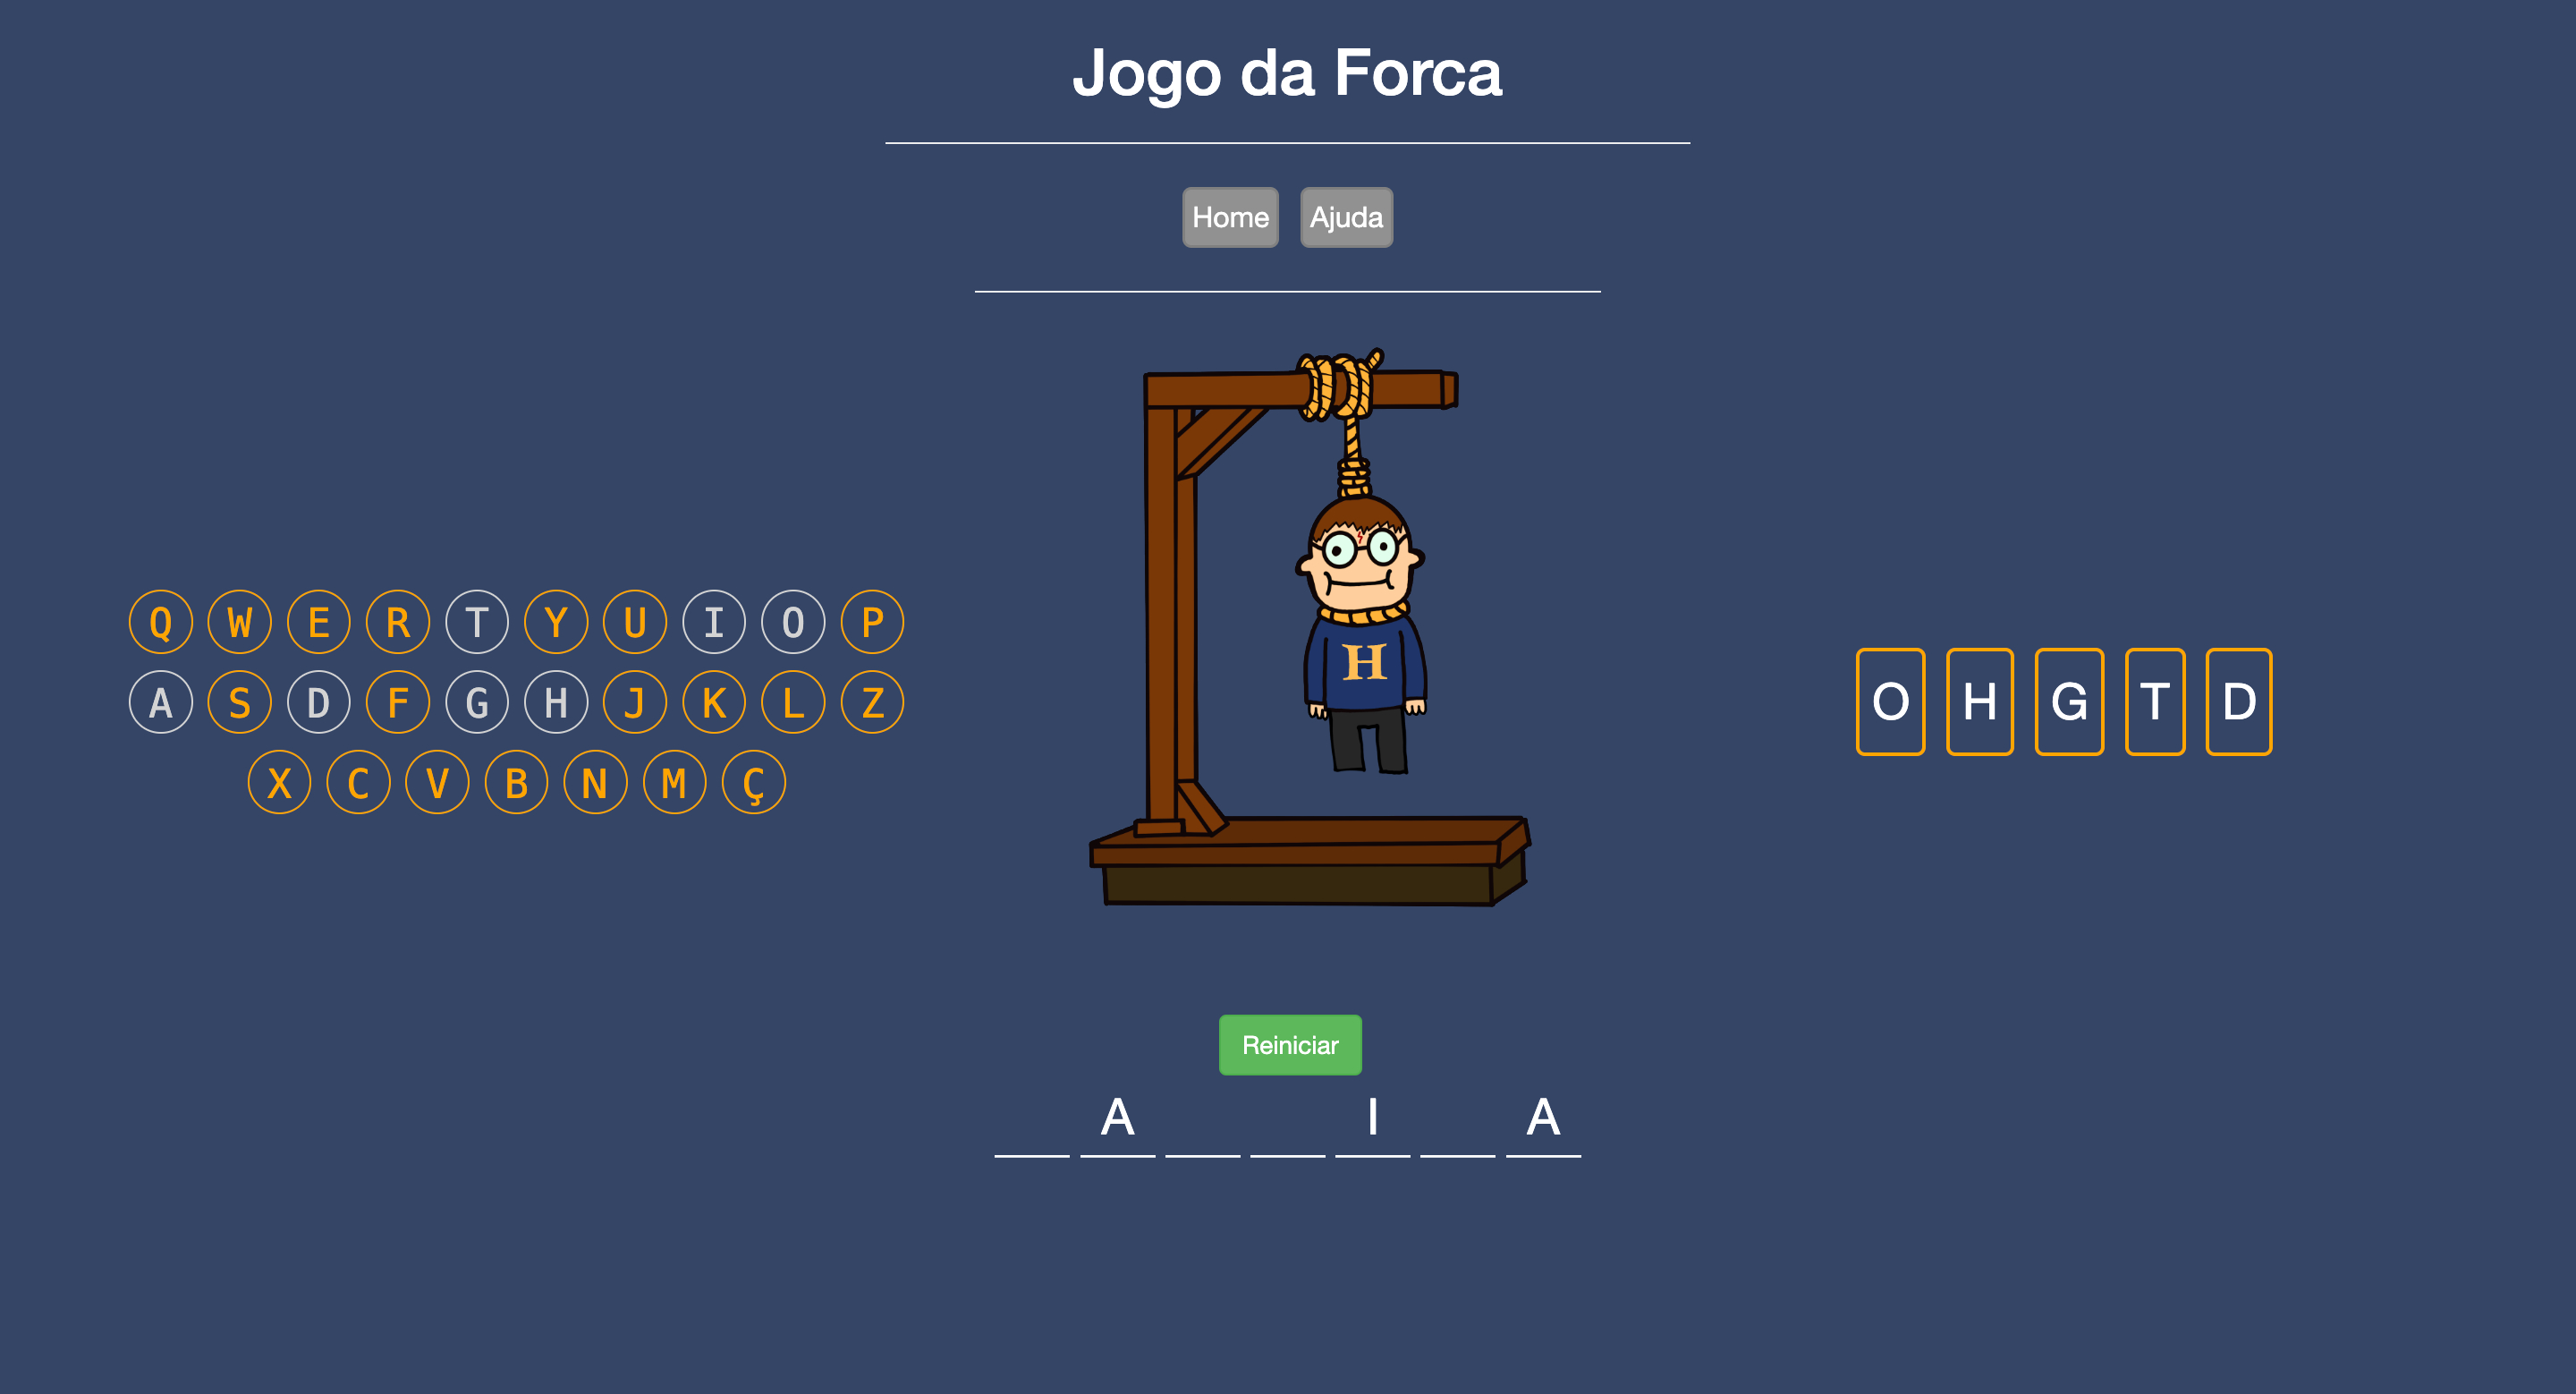 Jogo da Forca
Home Ajuda
H
Q W E R T Y U I O P
A S D F G H J K L Z
X C V B N M Ç
O H G T D
Reiniciar
A I A